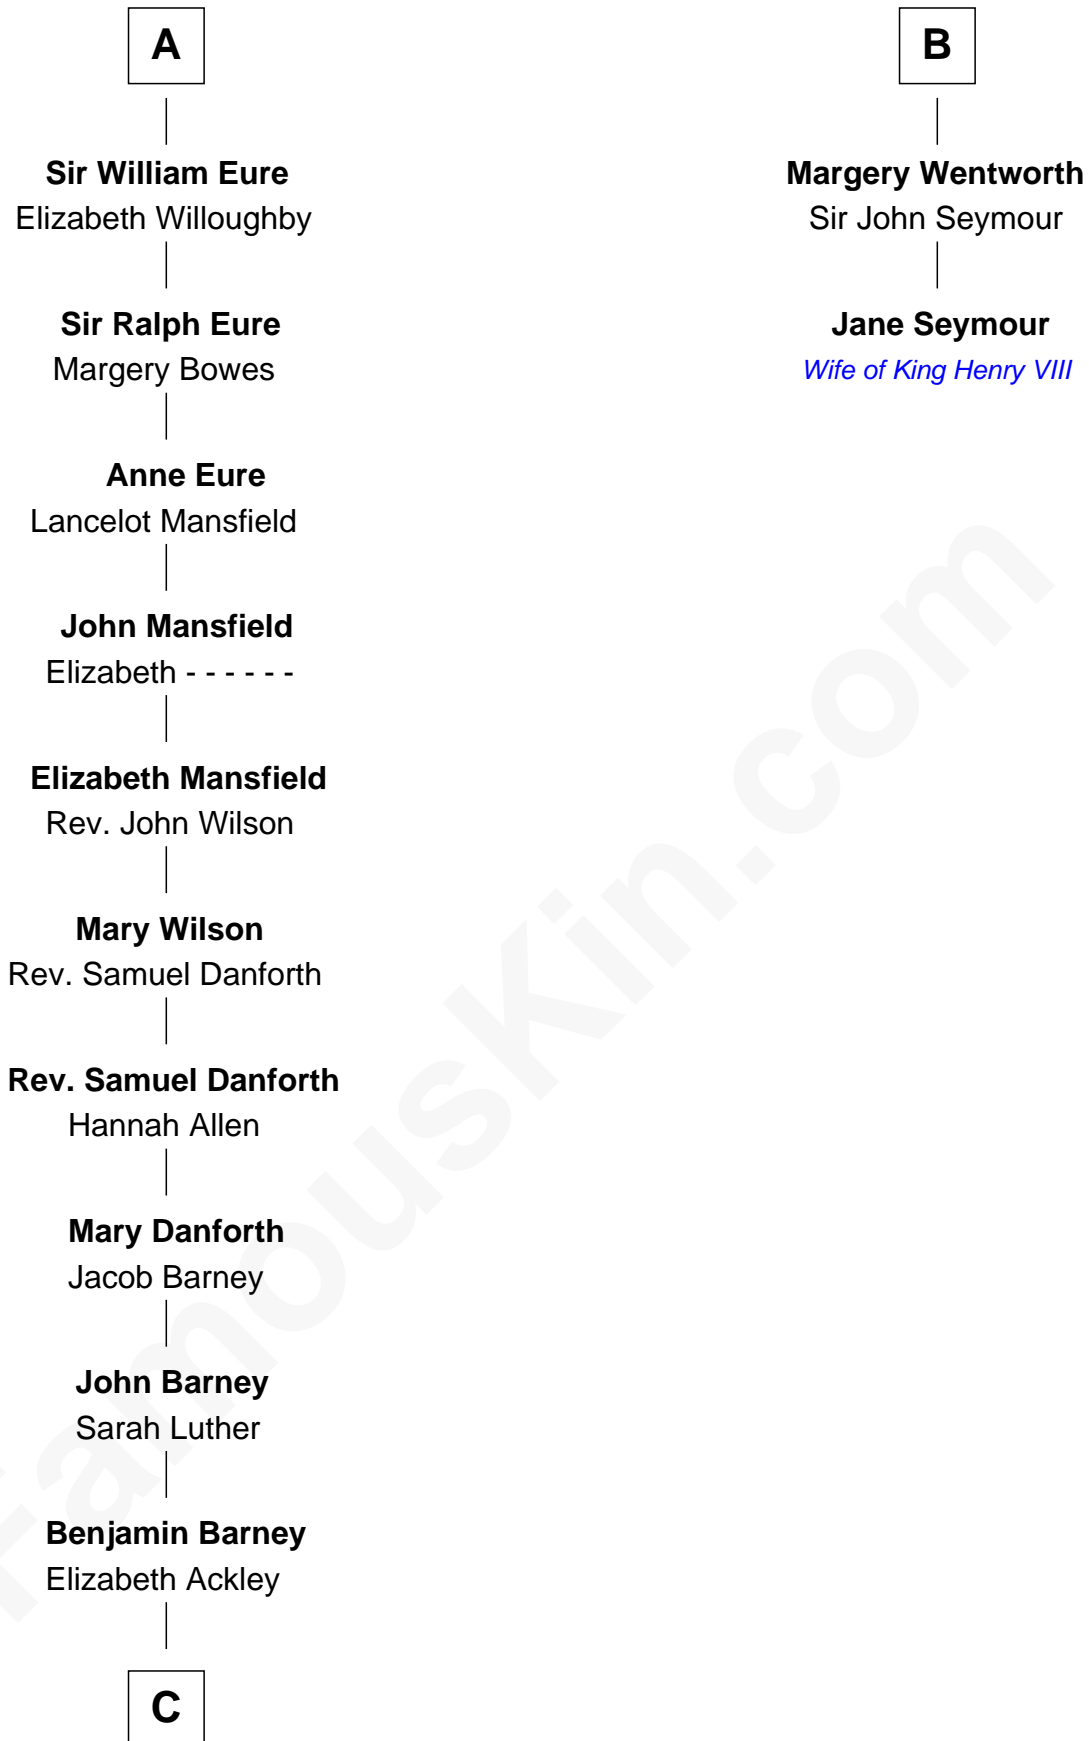 A
Sir William Eure
Elizabeth Willoughby
Sir Ralph Eure
Margery Bowes
Anne Eure
Lancelot Mansfield
John Mansfield
Elizabeth - - - - - -
Elizabeth Mansfield
Rev. John Wilson
Mary Wilson
Rev. Samuel Danforth
Rev. Samuel Danforth
Hannah Allen
Mary Danforth
Jacob Barney
John Barney
Sarah Luther
Benjamin Barney
Elizabeth Ackley
C
B
Margery Wentworth
Sir John Seymour
Jane Seymour
Wife of King Henry VIII
FamousKin.com